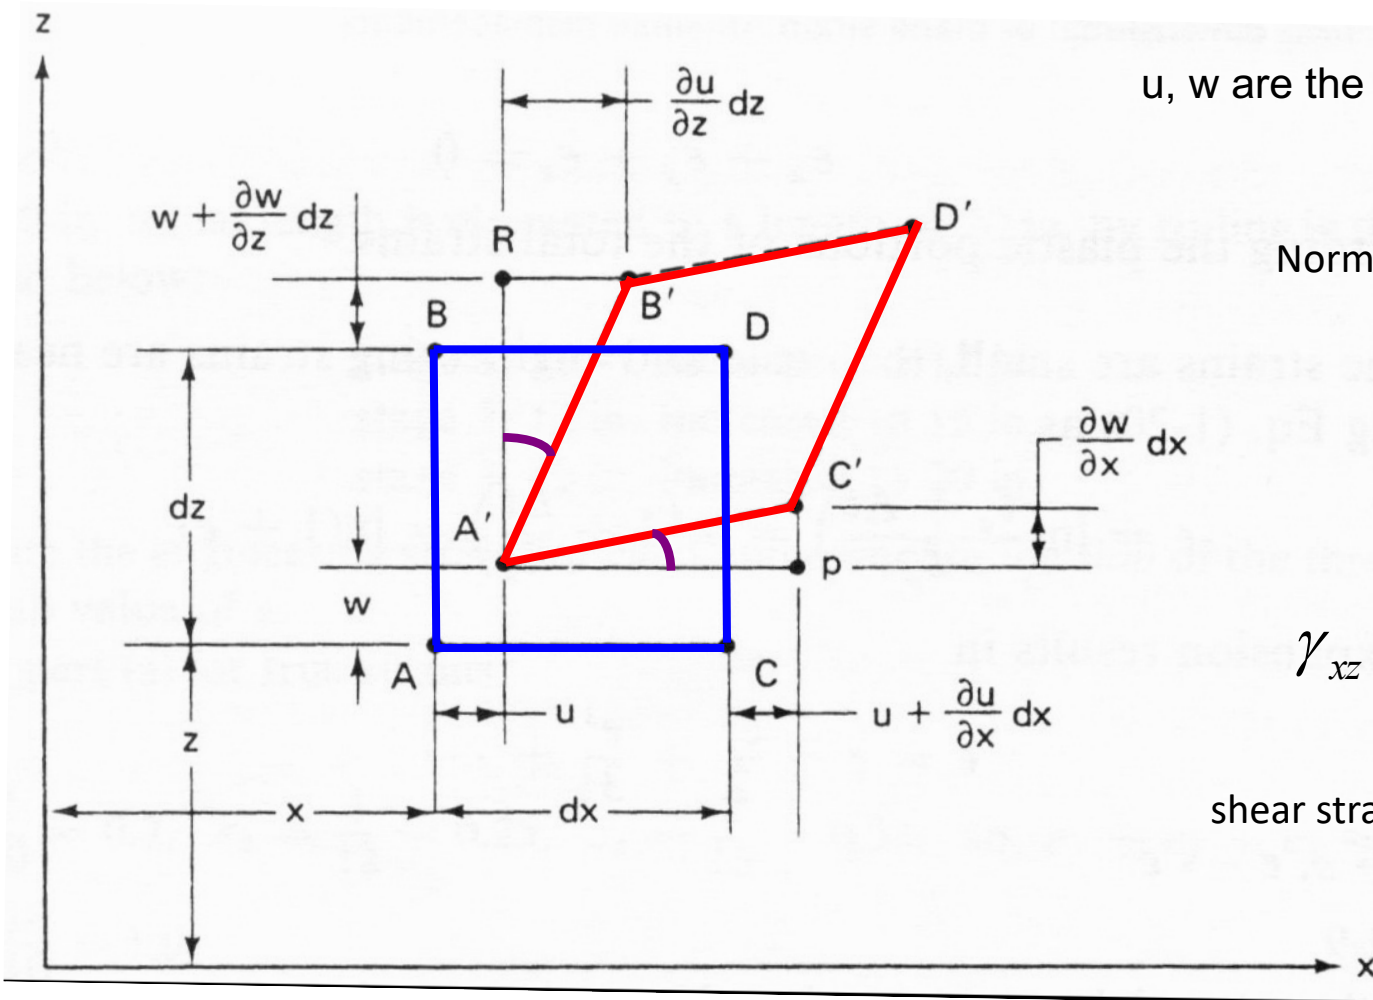 z
u, w are the
∂u/∂z dz
w + ∂w/∂z dz
R
D′
Norm
B
B′
D
∂w/∂x dx
C′
dz
A′
p
w
γxz
A
C
u
u + ∂u/∂x dx
z
x
dx
shear stra
x